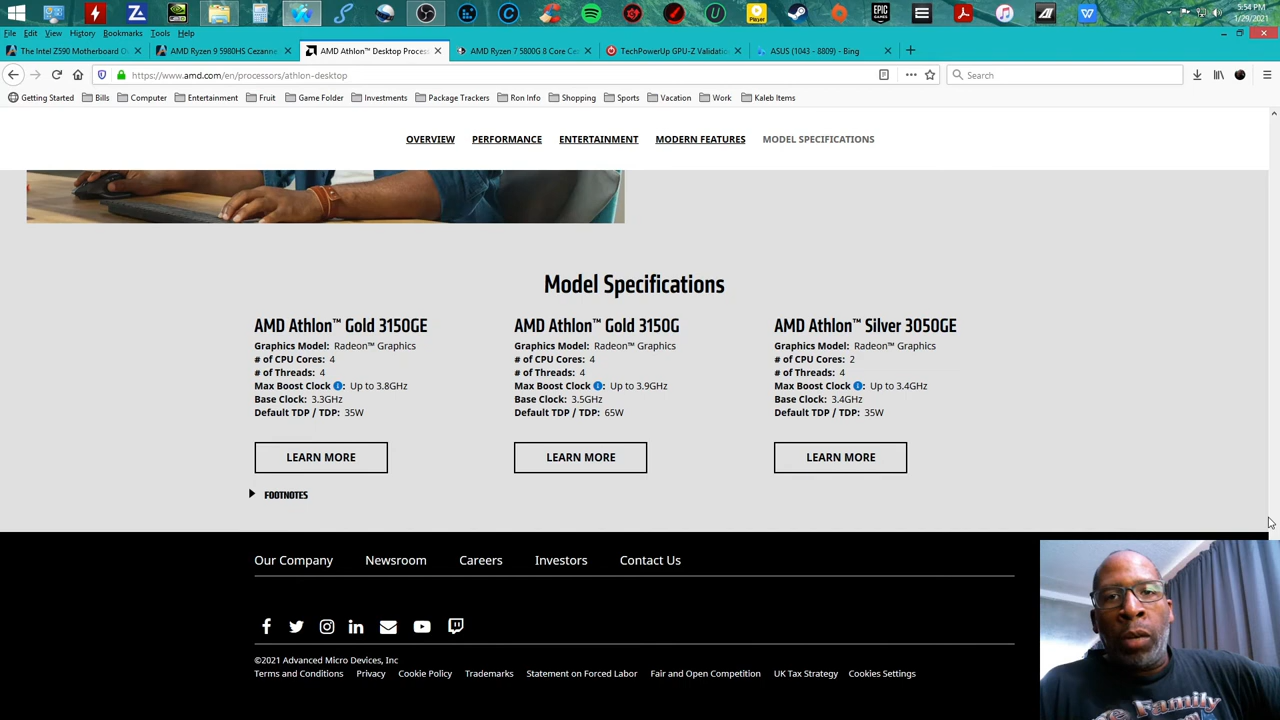 5:54 PM
1/29/2021
File Edit View History Bookmarks Tools Help
The Intel Z590 Motherboard O
AMD Ryzen 9 5980HS Cezanne
AMD Athlon™ Desktop Process
AMD Ryzen 7 5800G 8 Core Ce
TechPowerUp GPU-Z Validation
ASUS (1043 - 8809) - Bing
https://www.amd.com/en/processors/athlon-desktop
Search
Getting Started Bills Computer Entertainment Fruit Game Folder Investments Package Trackers Ron Info Shopping Sports Vacation Work Kaleb Items
OVERVIEW PERFORMANCE ENTERTAINMENT MODERN FEATURES MODEL SPECIFICATIONS
Model Specifications
AMD Athlon™ Gold 3150GE
Graphics Model: Radeon™ Graphics
# of CPU Cores: 4
# of Threads: 4
Max Boost Clock : Up to 3.8GHz
Base Clock: 3.3GHz
Default TDP / TDP: 35W
LEARN MORE
AMD Athlon™ Gold 3150G
Graphics Model: Radeon™ Graphics
# of CPU Cores: 4
# of Threads: 4
Max Boost Clock : Up to 3.9GHz
Base Clock: 3.5GHz
Default TDP / TDP: 65W
LEARN MORE
AMD Athlon™ Silver 3050GE
Graphics Model: Radeon™ Graphics
# of CPU Cores: 2
# of Threads: 4
Max Boost Clock : Up to 3.4GHz
Base Clock: 3.4GHz
Default TDP / TDP: 35W
LEARN MORE
FOOTNOTES
Our Company Newsroom Careers Investors Contact Us
©2021 Advanced Micro Devices, Inc
Terms and Conditions Privacy Cookie Policy Trademarks Statement on Forced Labor Fair and Open Competition UK Tax Strategy Cookies Settings
Family